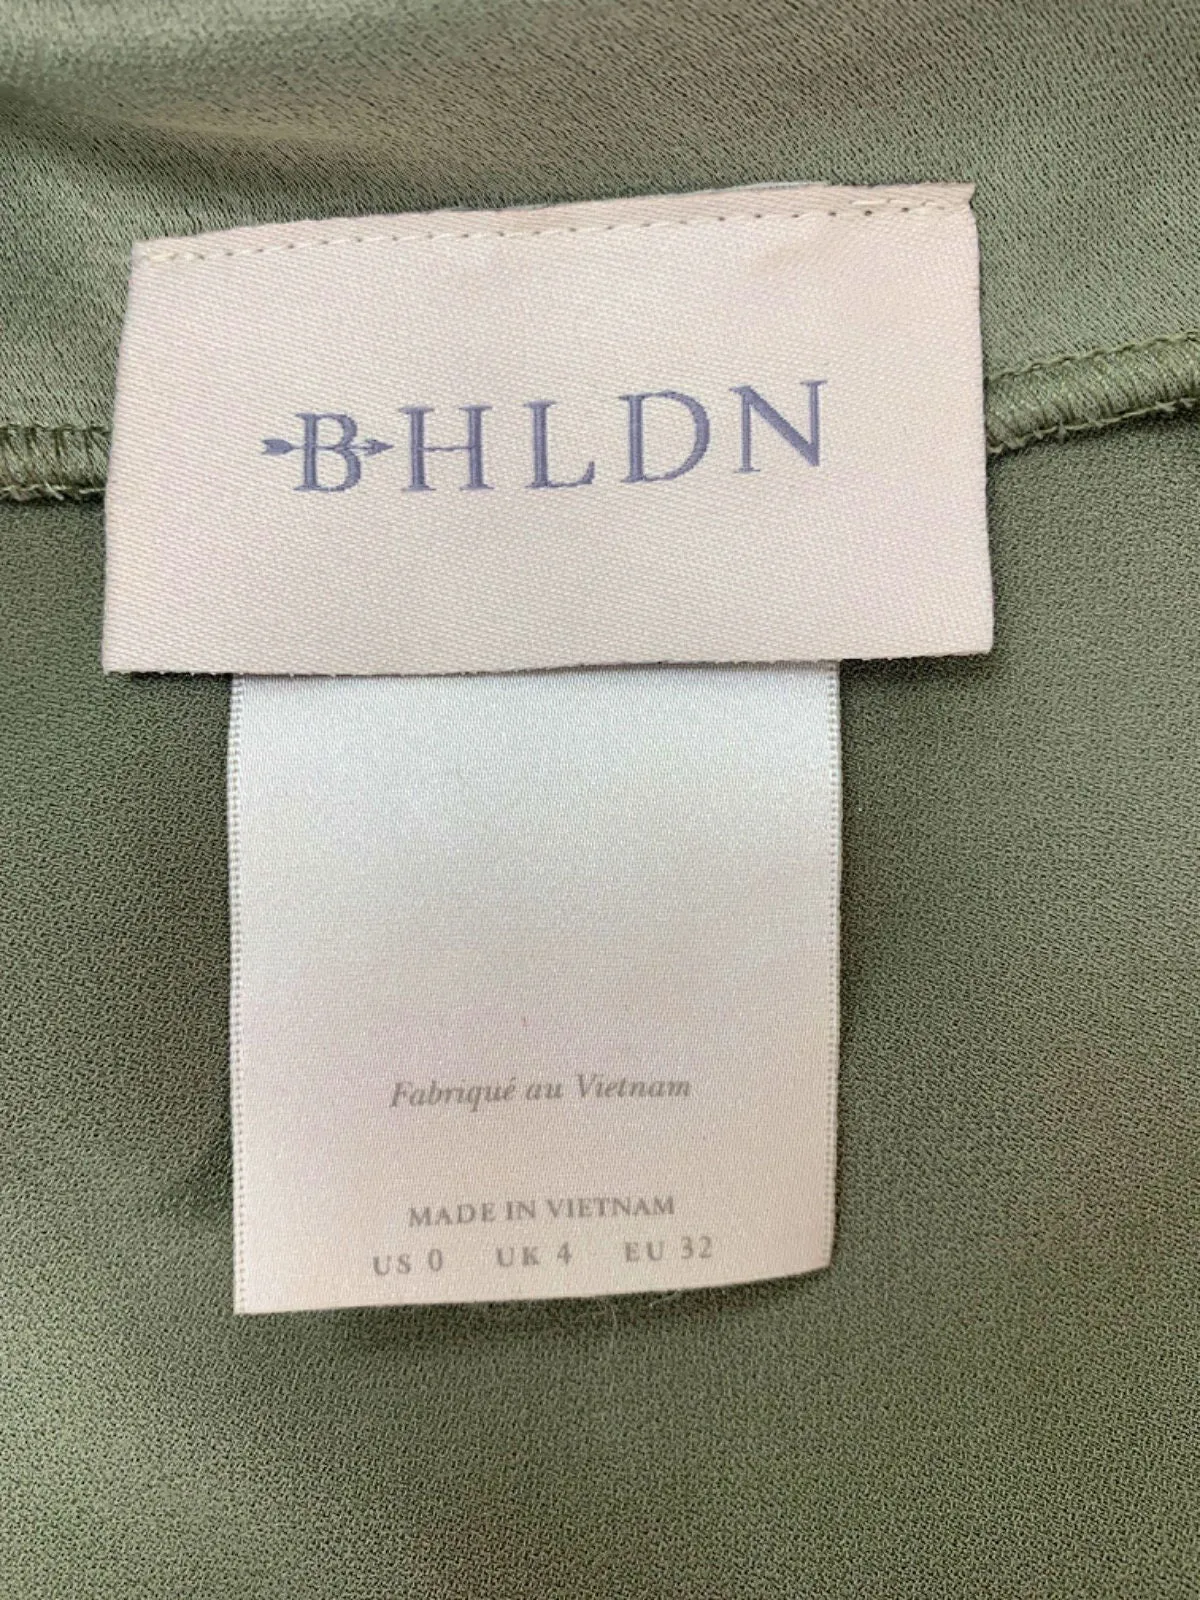 BHLDN
Fabriqué au Vietnam
MADE IN VIETNAM
US 0 UK 4 EU 32